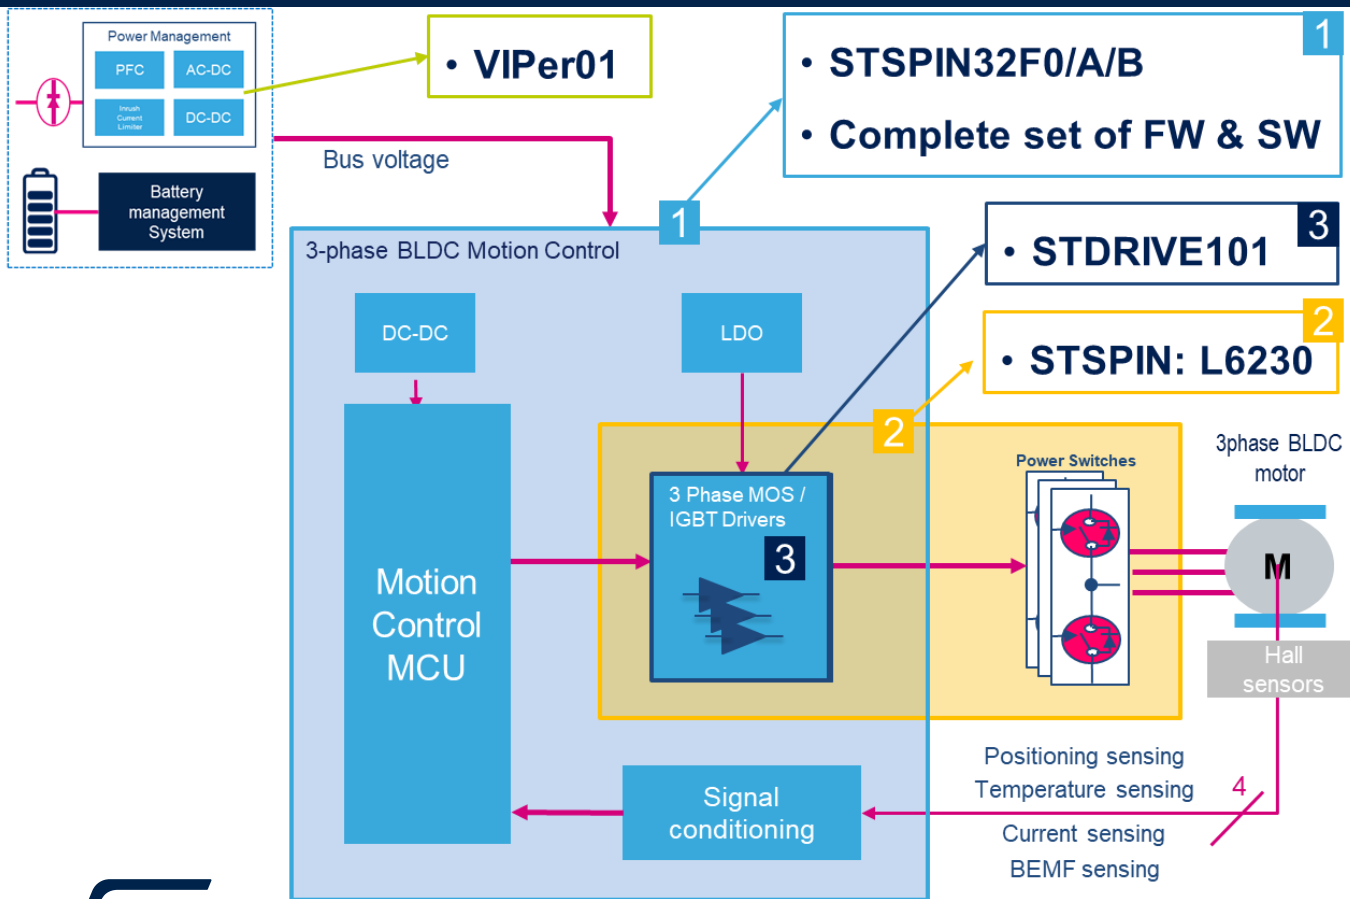 Power Management
PFC
AC-DC
Inrush
Current
Limiter
DC-DC
• VIPer01
1
• STSPIN32F0/A/B
• Complete set of FW & SW
Bus voltage
Battery
management
System
1
3-phase BLDC Motion Control
3
• STDRIVE101
2
• STSPIN: L6230
DC-DC
LDO
2
3phase BLDC
motor
Power Switches
3 Phase MOS /
IGBT Drivers
3
M
Motion
Control
MCU
Hall
sensors
Positioning sensing
Temperature sensing
4
Signal
conditioning
Current sensing
BEMF sensing